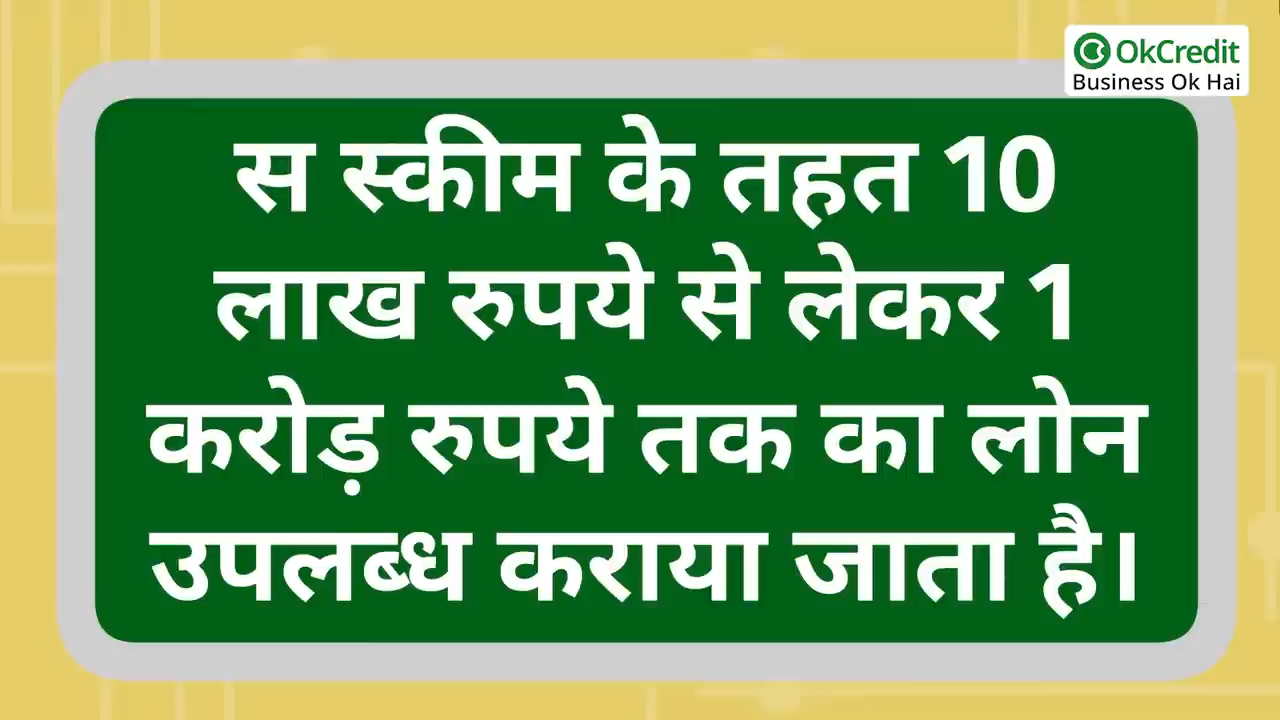 OkCredit
Business Ok Hai
स स्कीम के तहत 10
लाख रुपये से लेकर 1
करोड़ रुपये तक का लोन
उपलब्ध कराया जाता है।